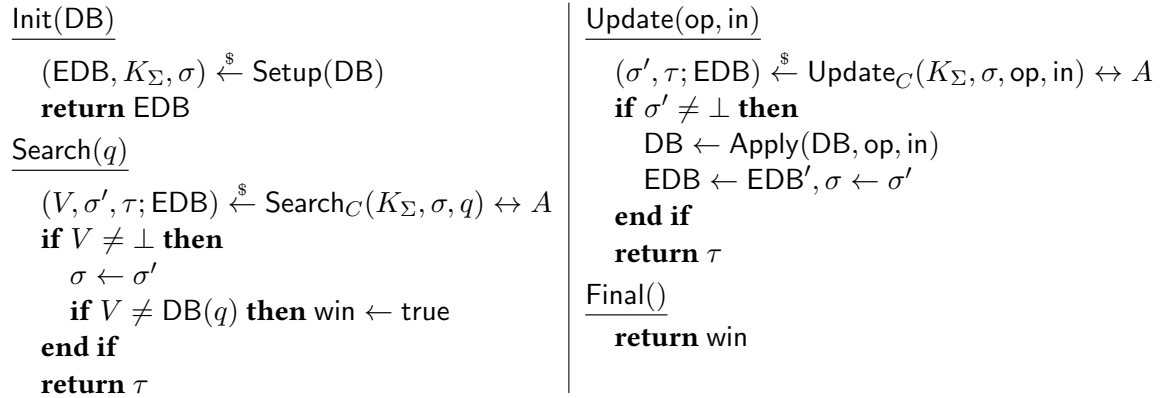 Init(DB)
(EDB, K_Σ, σ) ←$ Setup(DB)
return EDB
Search(q)
(V, σ′, τ; EDB) ←$ Search_C(K_Σ, σ, q) ↔ A
if V ≠ ⊥ then
σ ← σ′
if V ≠ DB(q) then win ← true
end if
return τ
Update(op, in)
(σ′, τ; EDB) ←$ Update_C(K_Σ, σ, op, in) ↔ A
if σ′ ≠ ⊥ then
DB ← Apply(DB, op, in)
EDB ← EDB′, σ ← σ′
end if
return τ
Final()
return win